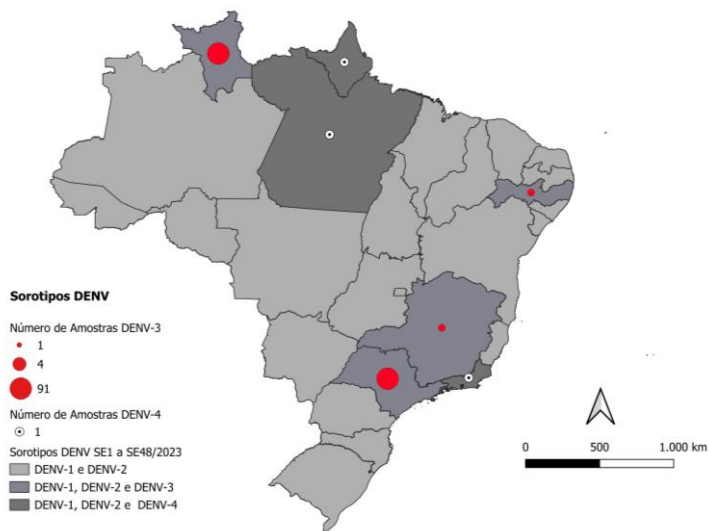 Sorotipos DENV
Número de Amostras DENV-3
1
4
91
Número de Amostras DENV-4
1
Sorotipos DENV SE1 a SE48/2023
DENV-1 e DENV-2
DENV-1, DENV-2 e DENV-3
DENV-1, DENV-2 e DENV-4
0 500 1.000 km